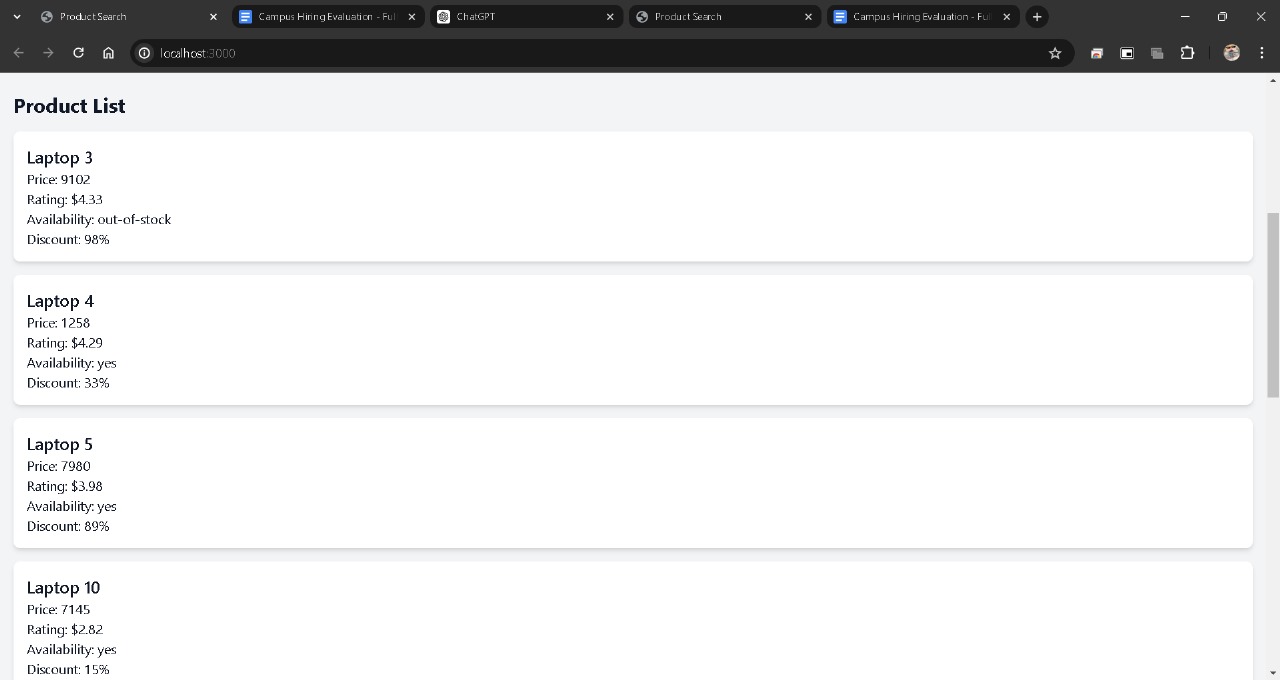 Product Search
Campus Hiring Evaluation - Ful
ChatGPT
Product Search
Campus Hiring Evaluation - Ful
localhost:3000
Product List
Laptop 3
Price: 9102
Rating: $4.33
Availability: out-of-stock
Discount: 98%
Laptop 4
Price: 1258
Rating: $4.29
Availability: yes
Discount: 33%
Laptop 5
Price: 7980
Rating: $3.98
Availability: yes
Discount: 89%
Laptop 10
Price: 7145
Rating: $2.82
Availability: yes
Discount: 15%